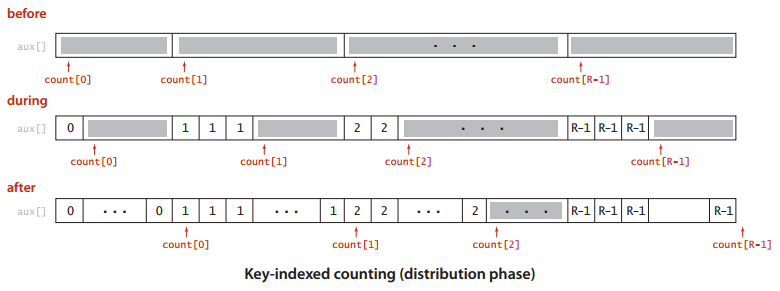 before
aux[] . . .
count[0] count[1] count[2] count[R-1]
during
aux[] 0 1 1 1 2 2 . . . R-1 R-1 R-1
count[0] count[1] count[2] count[R-1]
after
aux[] 0 ... 0 1 1 1 ... 1 2 2 ... 2 . . . R-1 R-1 R-1 R-1
count[0] count[1] count[2] count[R-1]
Key-indexed counting (distribution phase)